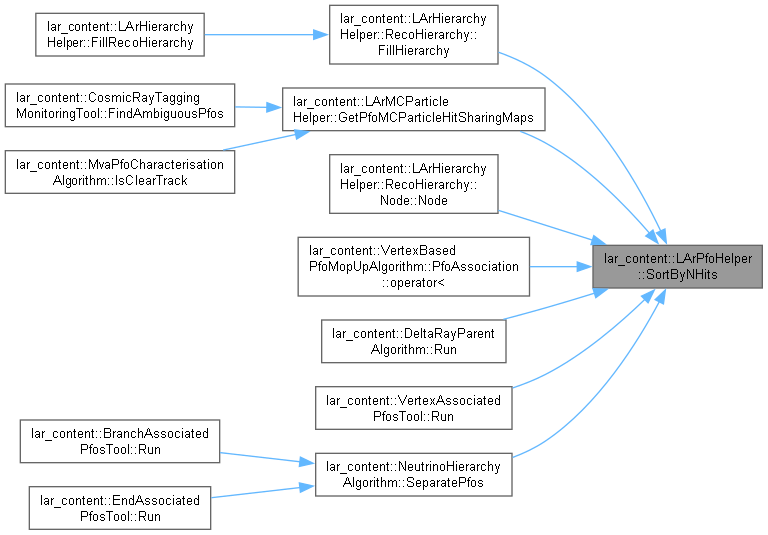 lar_content::LArHierarchy
Helper::FillRecoHierarchy
lar_content::LArHierarchy
Helper::RecoHierarchy::
FillHierarchy
lar_content::CosmicRayTagging
MonitoringTool::FindAmbiguousPfos
lar_content::LArMCParticle
Helper::GetPfoMCParticleHitSharingMaps
lar_content::MvaPfoCharacterisation
Algorithm::IsClearTrack
lar_content::LArHierarchy
Helper::RecoHierarchy::
Node::Node
lar_content::LArPfoHelper
::SortByNHits
lar_content::VertexBased
PfoMopUpAlgorithm::PfoAssociation
::operator<
lar_content::DeltaRayParent
Algorithm::Run
lar_content::VertexAssociated
PfosTool::Run
lar_content::BranchAssociated
PfosTool::Run
lar_content::NeutrinoHierarchy
Algorithm::SeparatePfos
lar_content::EndAssociated
PfosTool::Run